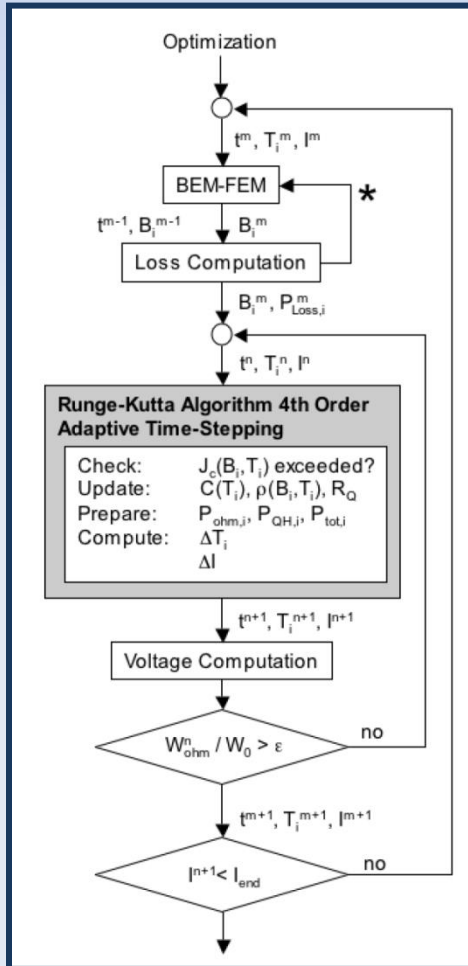 Optimization
t^m, T_i^m, I^m
BEM-FEM
*
t^m-1, B_i^m-1
B_i^m
Loss Computation
B_i^m, P_Loss,i^m
t^n, T_i^n, I^n
Runge-Kutta Algorithm 4th Order
Adaptive Time-Stepping
Check: J_c(B_i,T_i) exceeded?
Update: C(T_i), ρ(B_i,T_i), R_Q
Prepare: P_ohm,i, P_QH,i, P_tot,i
Compute: ΔT_i
ΔI
t^n+1, T_i^n+1, I^n+1
Voltage Computation
W_ohm^n / W_0 > ε
no
t^m+1, T_i^m+1, I^m+1
I^n+1 < I_end
no